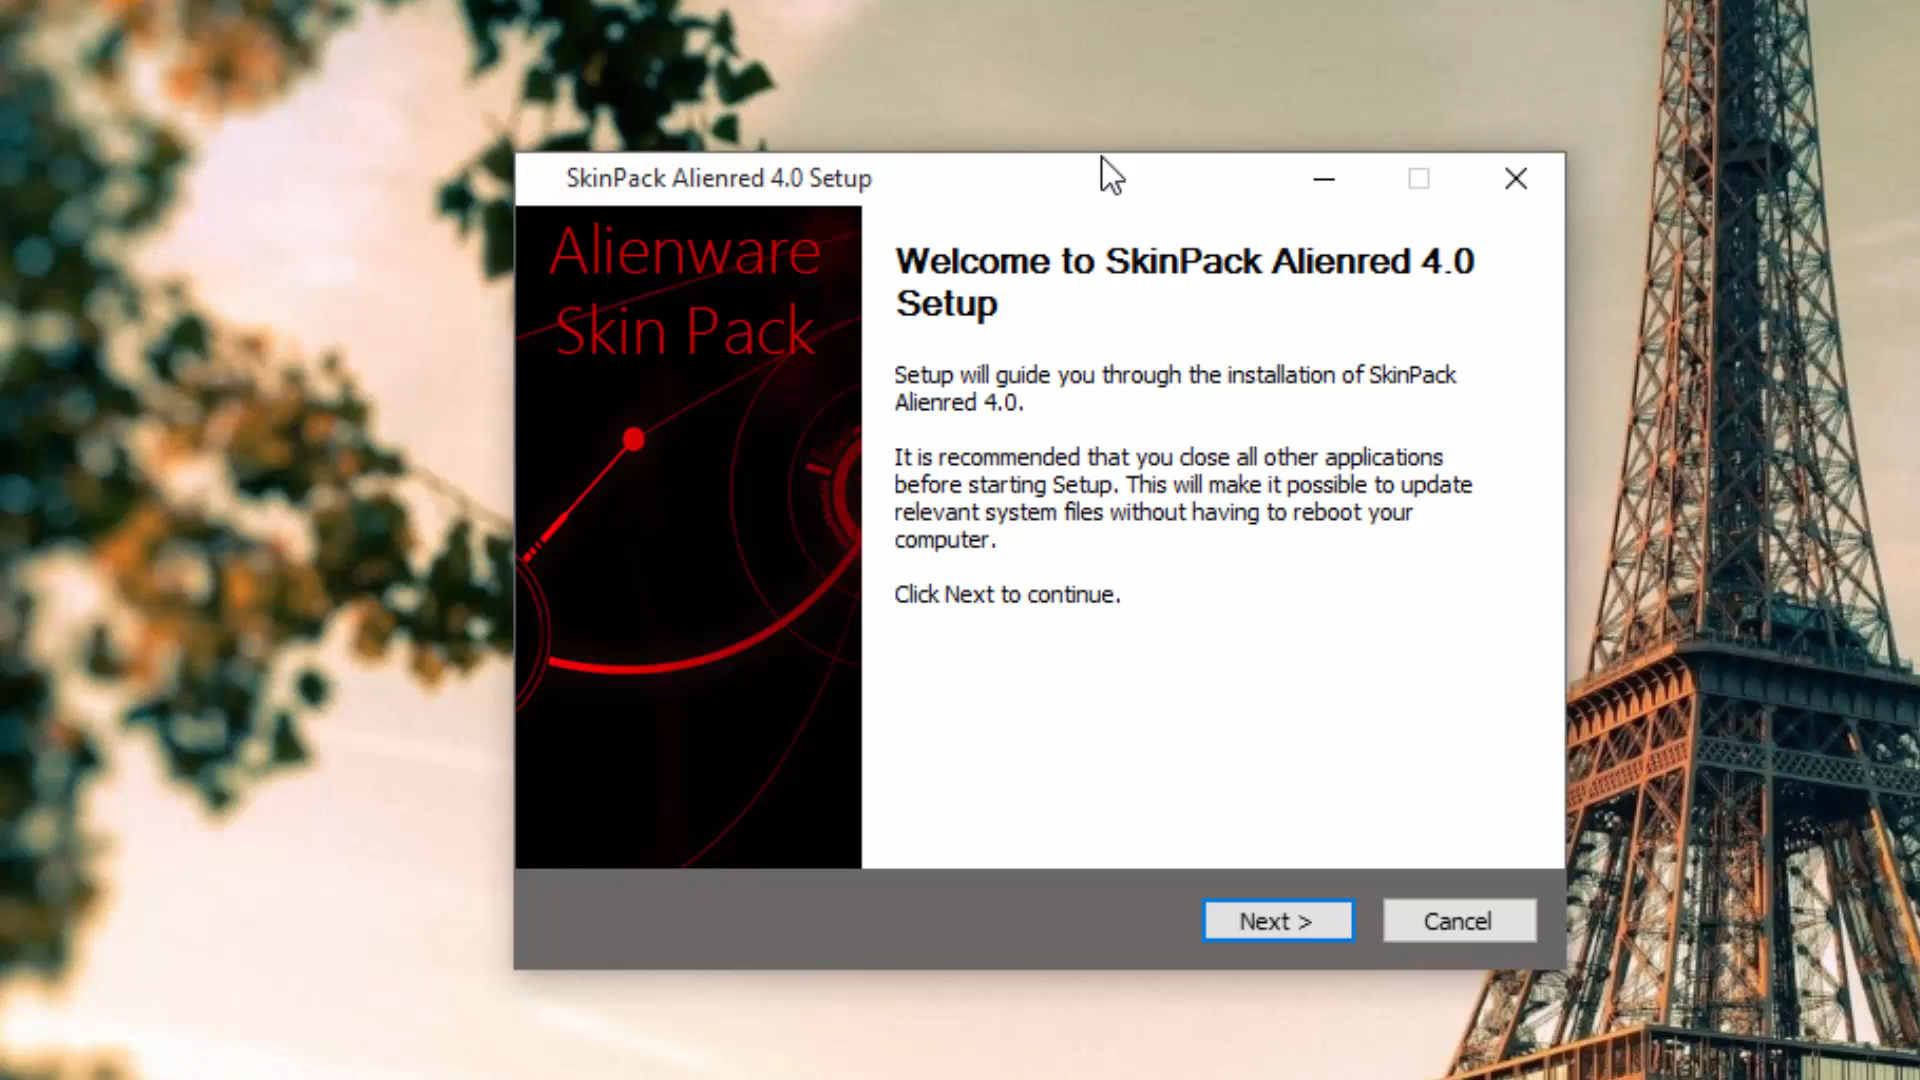 SkinPack Alienred 4.0 Setup
Alienware
Skin Pack
Welcome to SkinPack Alienred 4.0
Setup
Setup will guide you through the installation of SkinPack
Alienred 4.0.
It is recommended that you close all other applications
before starting Setup. This will make it possible to update
relevant system files without having to reboot your
computer.
Click Next to continue.
Next >
Cancel